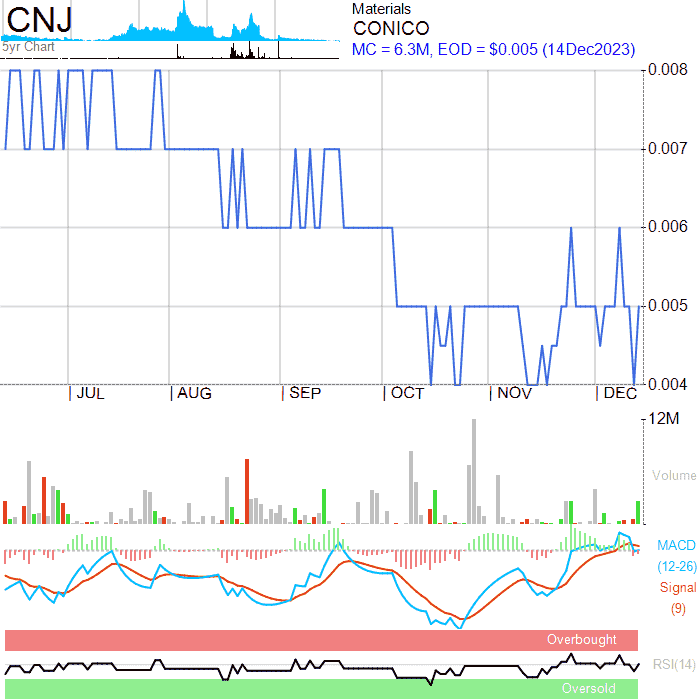 CNJ
5yr Chart
Materials
CONICO
MC = 6.3M, EOD = $0.005 (14Dec2023)
0.008
0.007
0.006
0.005
0.004
JUL
AUG
SEP
OCT
NOV
DEC
12M
Volume
MACD
(12-26)
Signal
(9)
Overbought
RSI(14)
Oversold